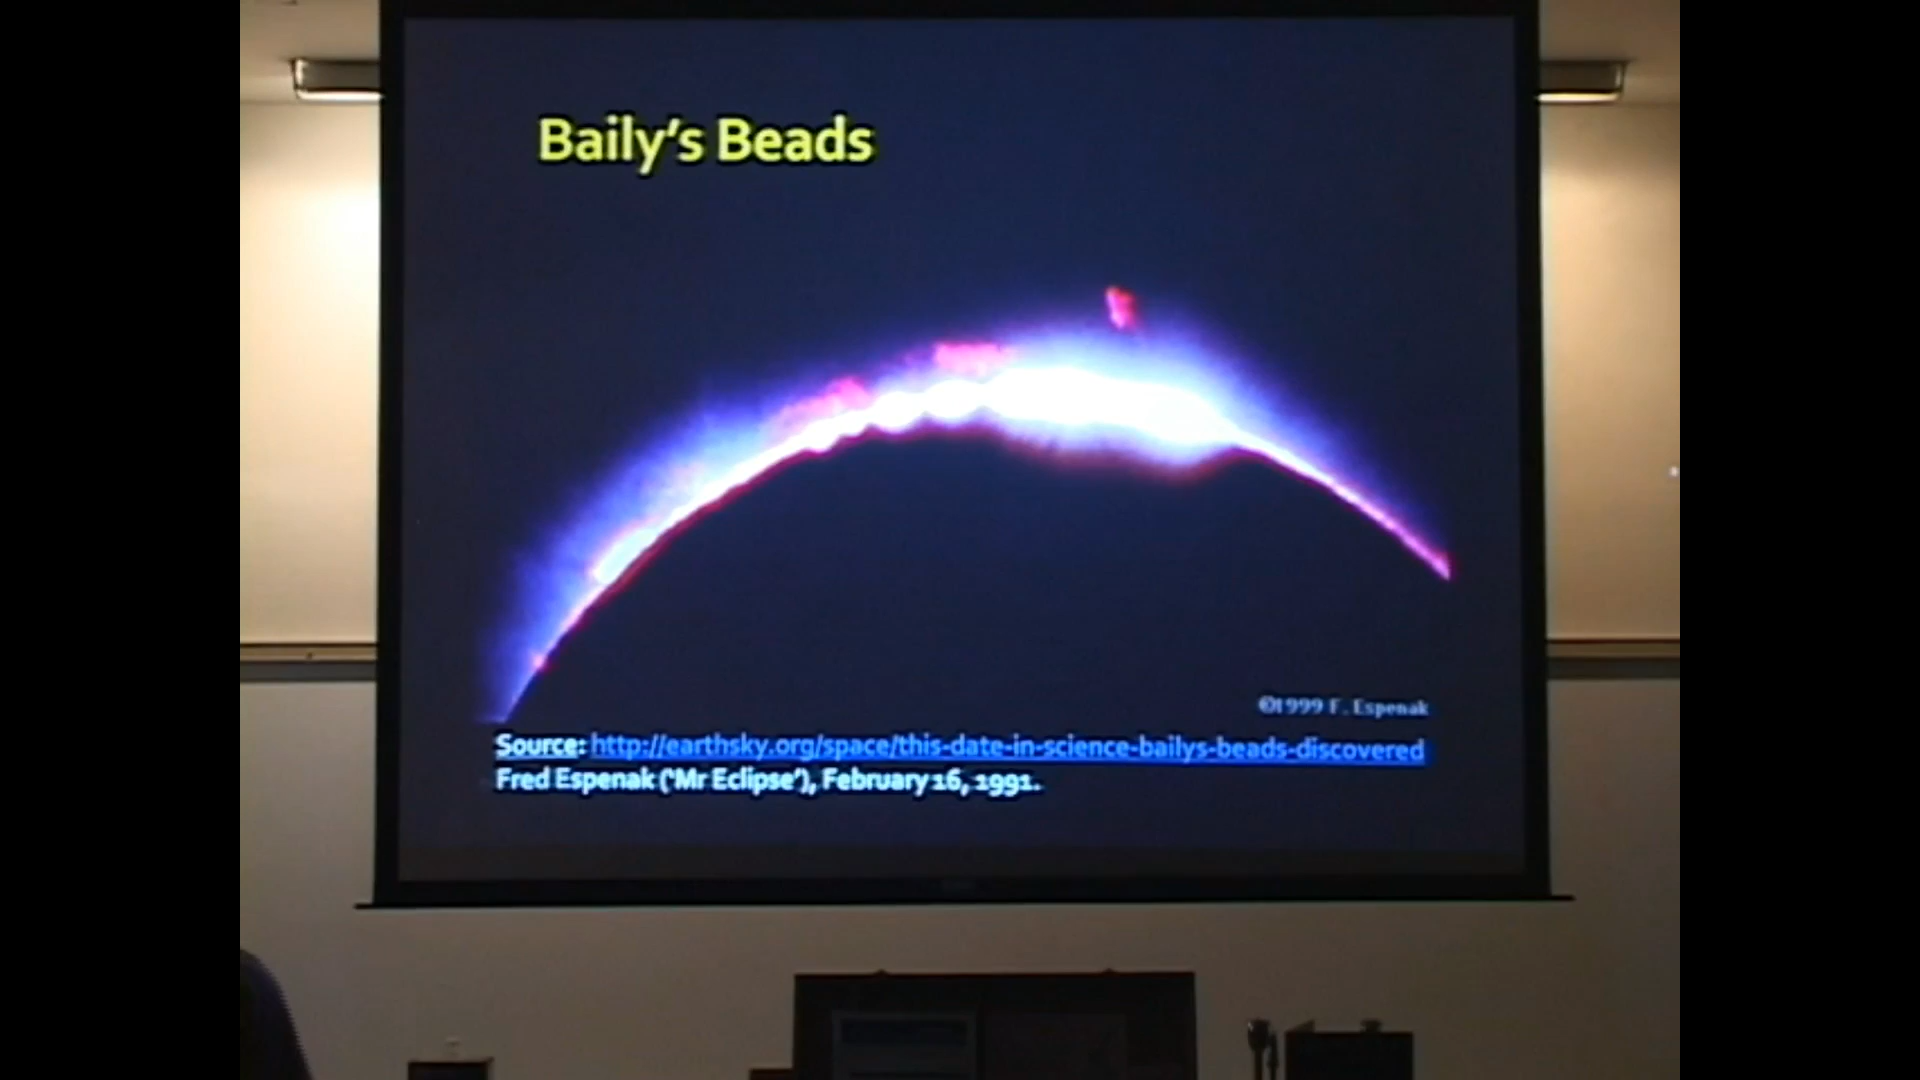 Baily's Beads
©1999 F. Espenak
Source: http://earthsky.org/space/this-date-in-science-bailys-beads-discovered
Fred Espenak ('Mr Eclipse'), February 16, 1991.